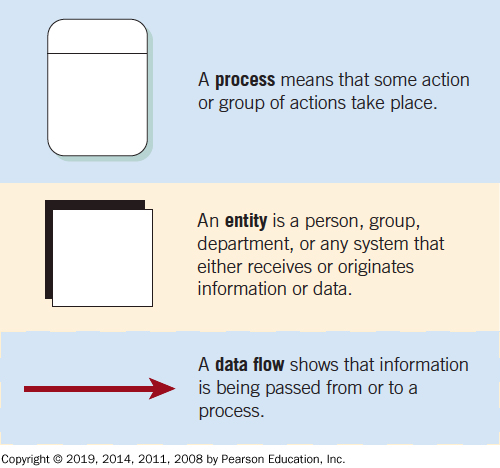 A process means that some action
or group of actions take place.
An entity is a person, group,
department, or any system that
either receives or originates
information or data.
A data flow shows that information
is being passed from or to a
process.
Copyright © 2019, 2014, 2011, 2008 by Pearson Education, Inc.